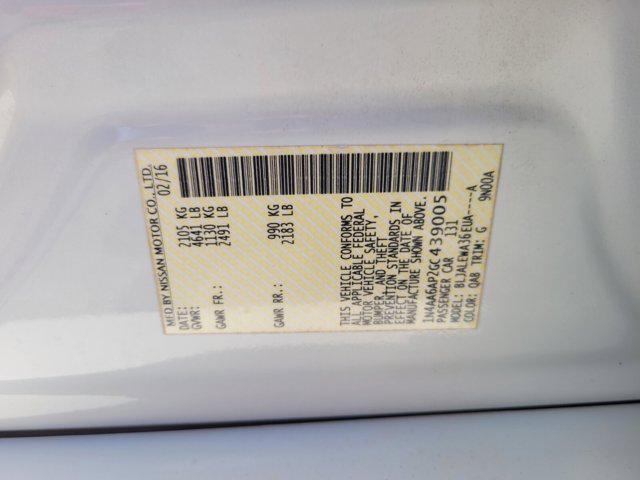 MFD BY NISSAN MOTOR CO., LTD.
DATE: 02/16
GVWR: 2105 KG
4641 LB
GAWR FR.: 1130 KG
2491 LB
GAWR RR.: 990 KG
2183 LB
THIS VEHICLE CONFORMS TO
ALL APPLICABLE FEDERAL
MOTOR VEHICLE SAFETY,
BUMPER, AND THEFT
PREVENTION STANDARDS IN
EFFECT ON THE DATE OF
MANUFACTURE SHOWN ABOVE.
1N4AA6AP2GC439005
PASSENGER CAR 131
MODEL: BLJALEWA36EUA----A
COLOR: QAB TRIM: G 9N00A